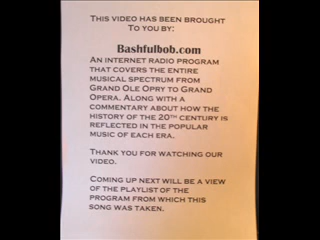 This video has been brought
To you by:
Bashfulbob.com
An internet radio program
that covers the entire
musical spectrum from
Grand Ole Opry to Grand
Opera. Along with a
commentary about how the
history of the 20th century is
reflected in the popular
music of each era.
Thank you for watching our
video.
Coming up next will be a view
of the playlist of the
program from which this
song was taken.